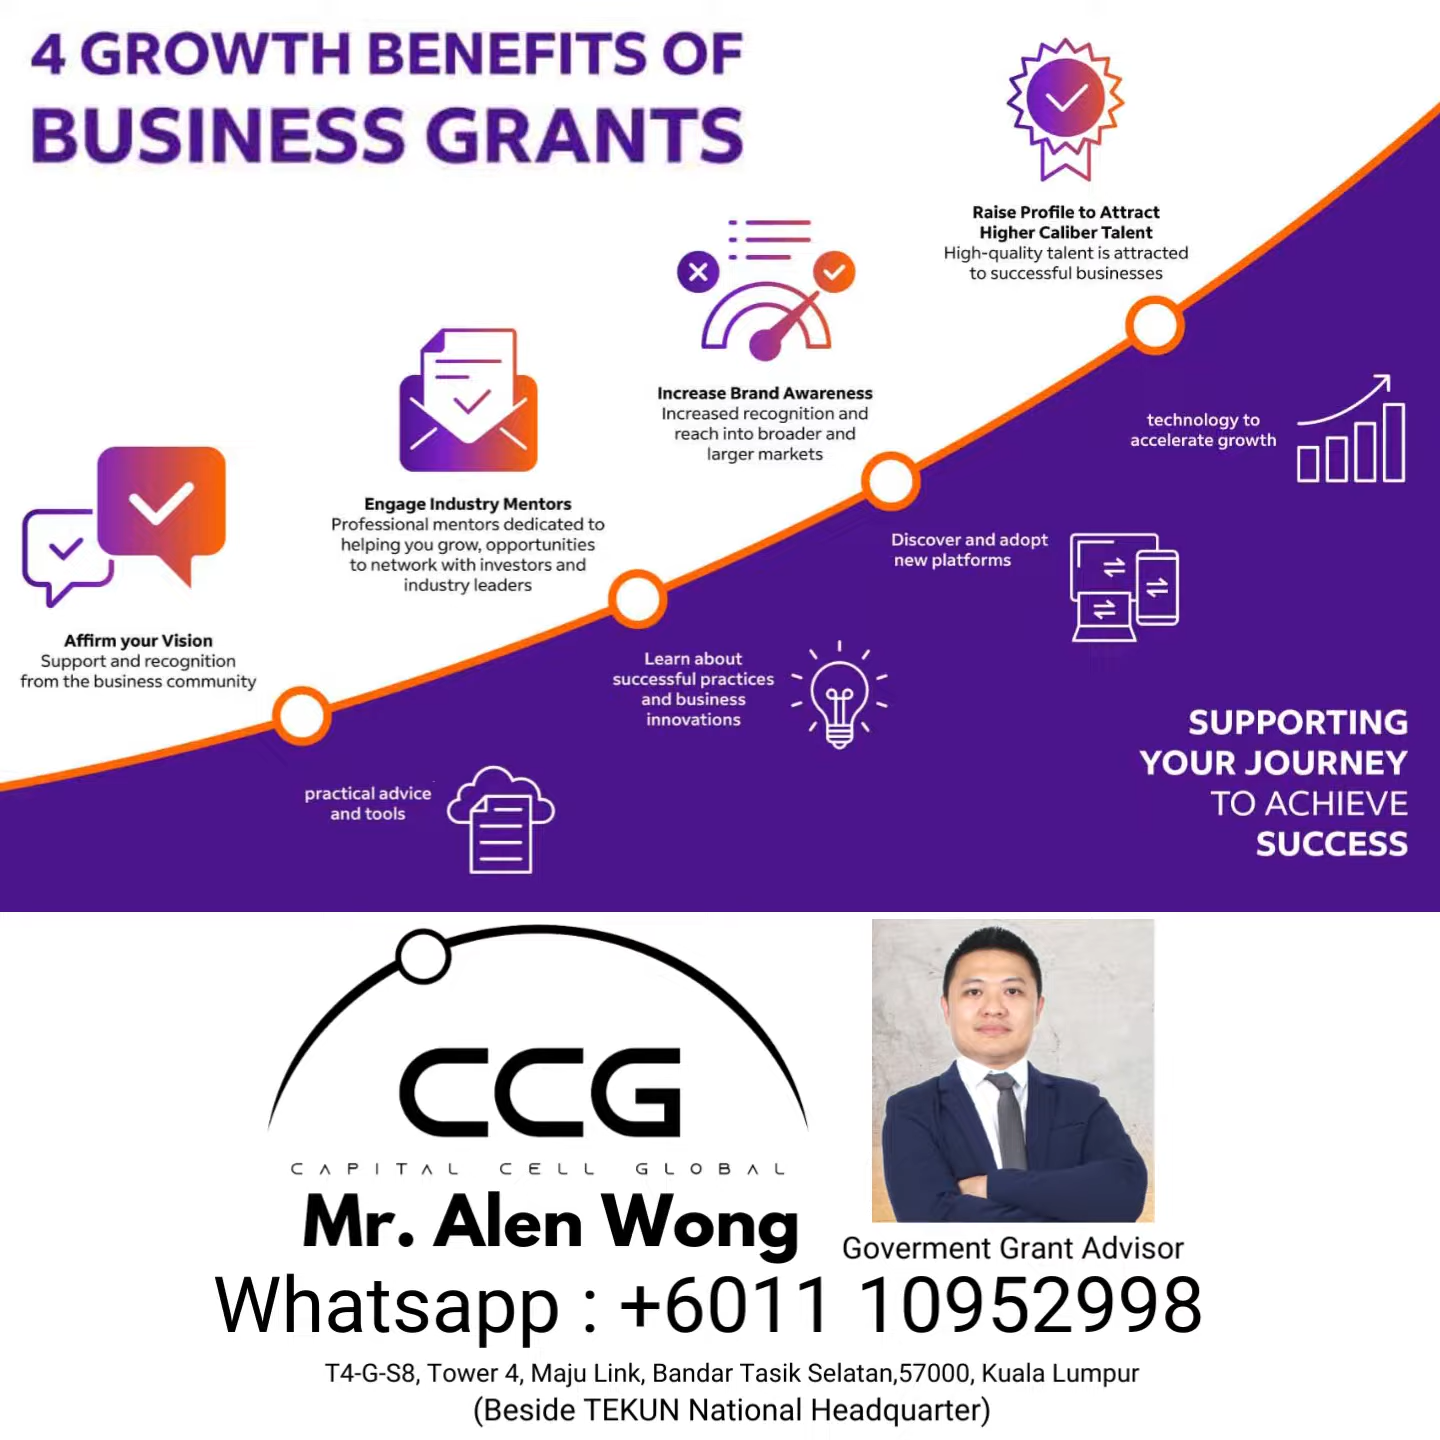 4 GROWTH BENEFITS OF
BUSINESS GRANTS
Raise Profile to Attract
Higher Caliber Talent
High-quality talent is attracted
to successful businesses
Increase Brand Awareness
Increased recognition and
reach into broader and
larger markets
Engage Industry Mentors
Professional mentors dedicated to
helping you grow, opportunities
to network with investors and
industry leaders
Affirm your Vision
Support and recognition
from the business community
technology to
accelerate growth
Discover and adopt
new platforms
Learn about
successful practices
and business
innovations
practical advice
and tools
SUPPORTING
YOUR JOURNEY
TO ACHIEVE
SUCCESS
CCG
CAPITAL CELL GLOBAL
Mr. Alen Wong
Goverment Grant Advisor
Whatsapp : +6011 10952998
T4-G-S8, Tower 4, Maju Link, Bandar Tasik Selatan,57000, Kuala Lumpur
(Beside TEKUN National Headquarter)